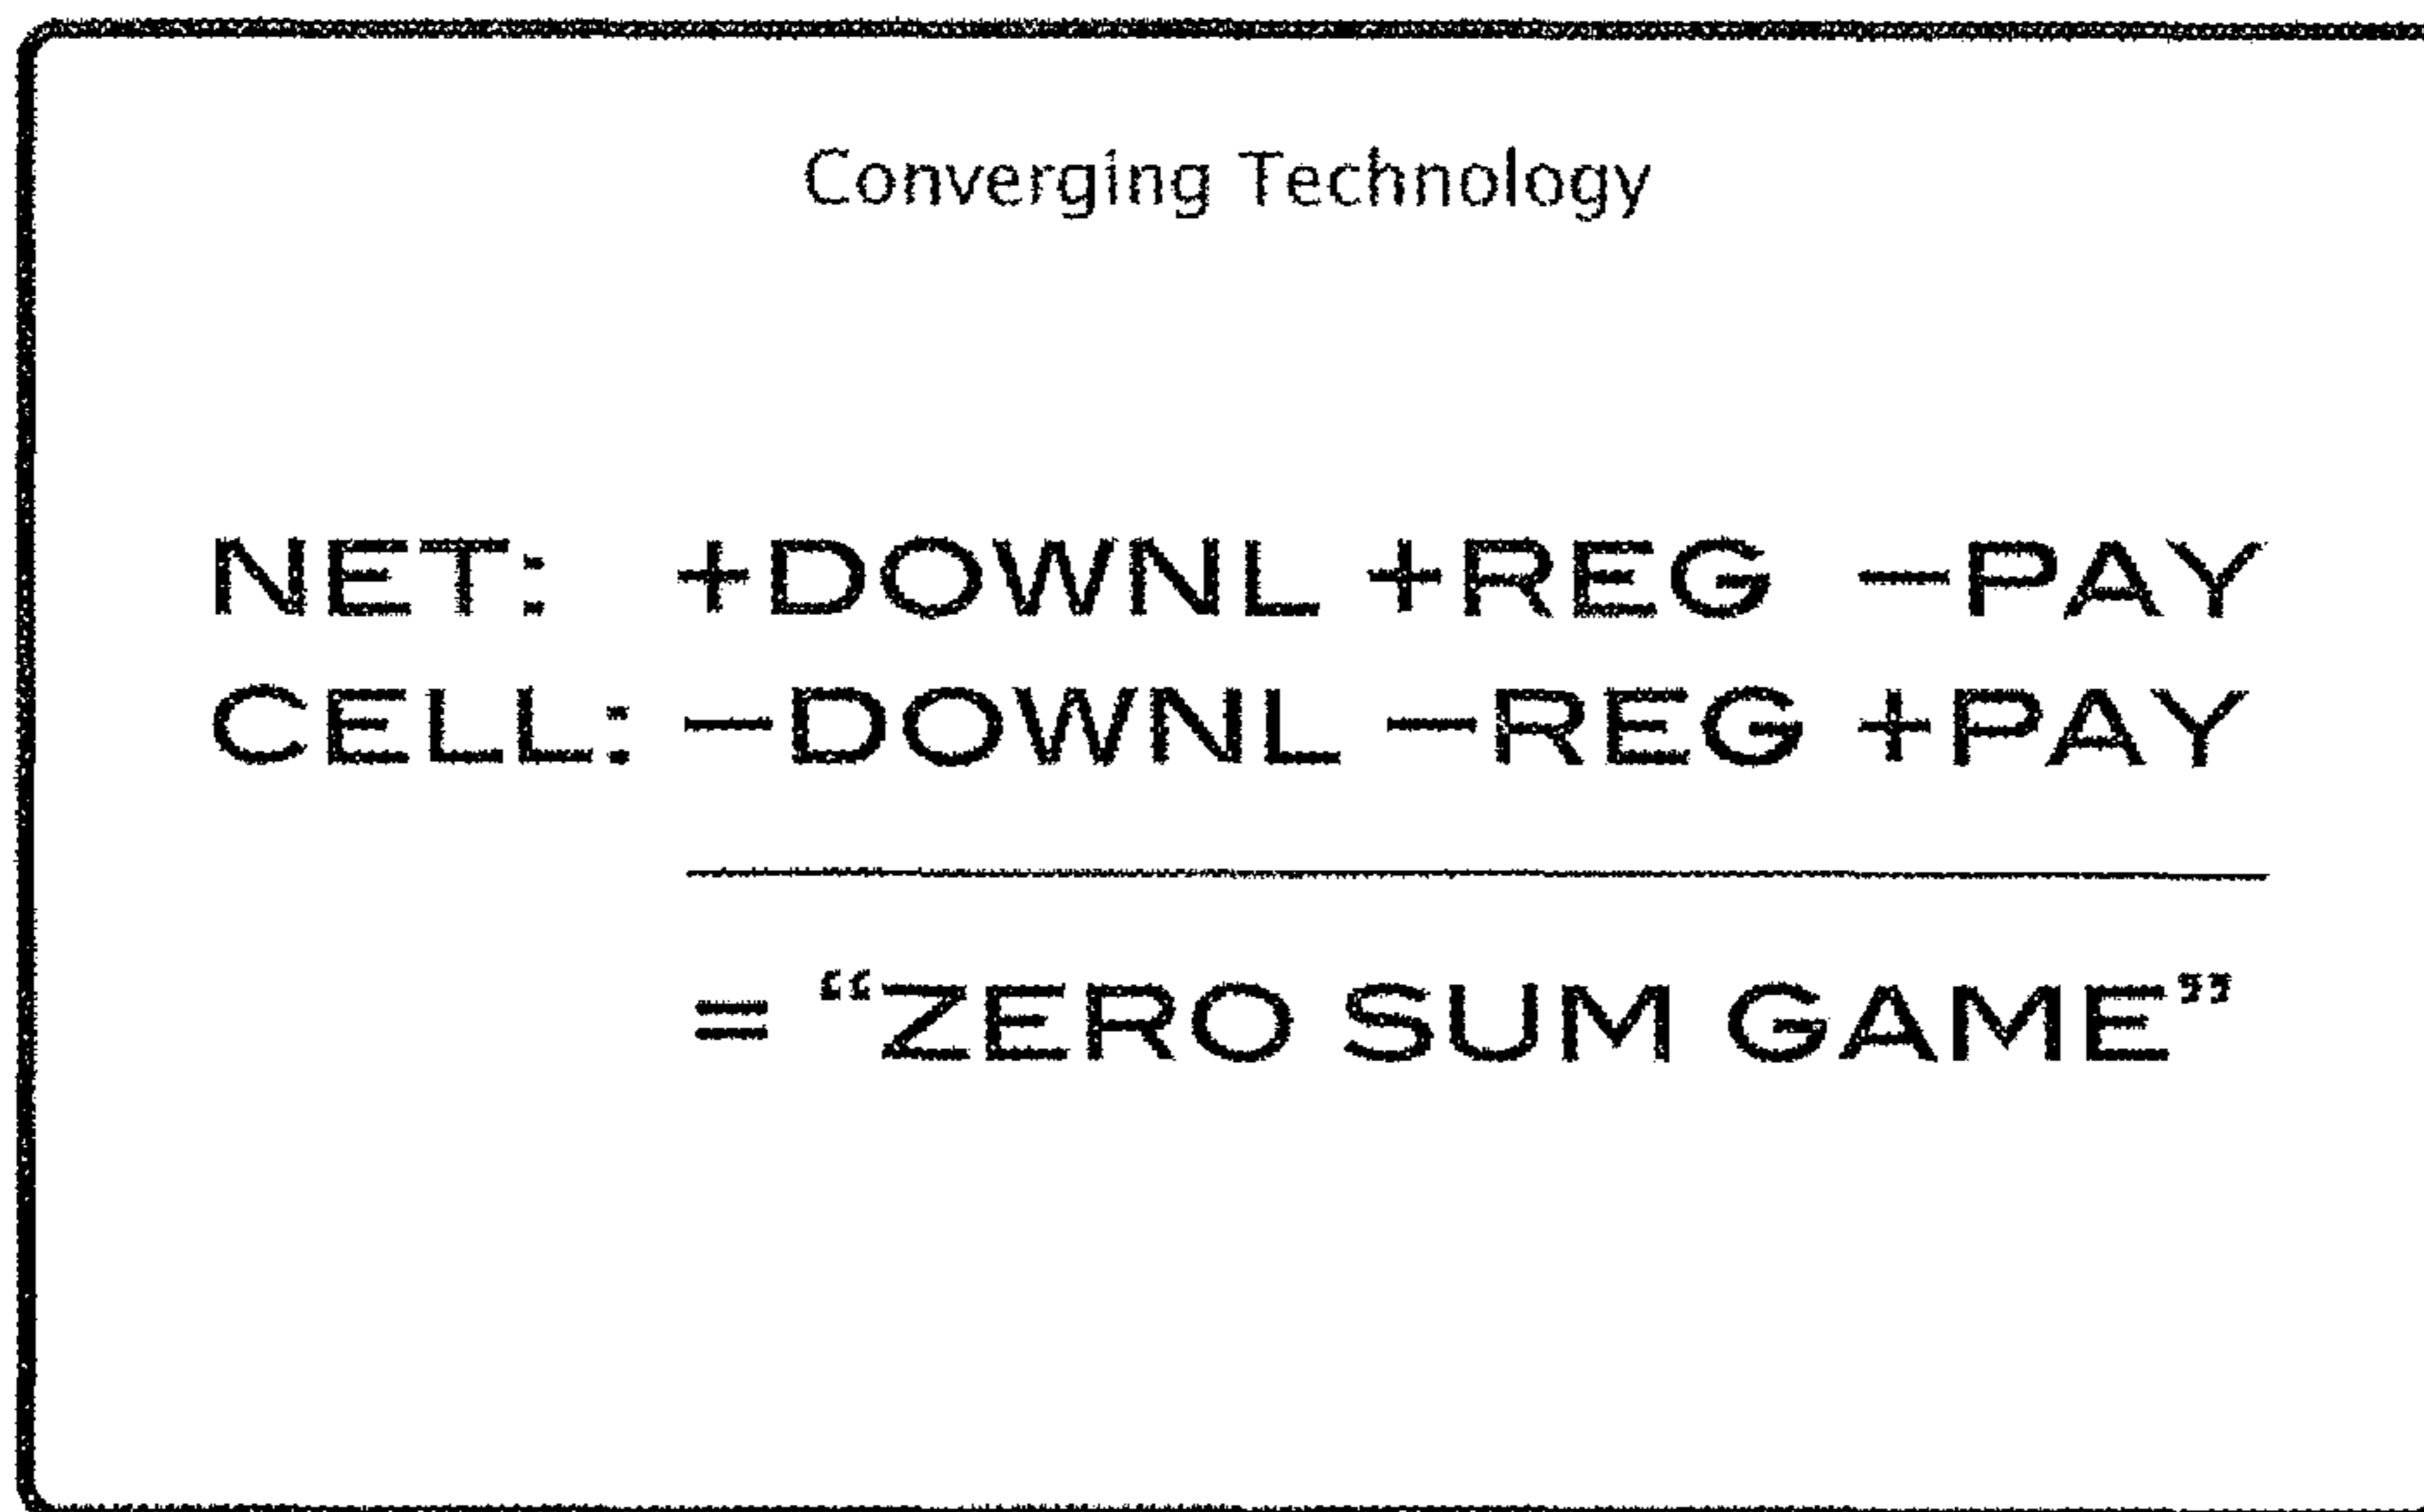 Converging Technology
NET: +DOWNL +REG –PAY
CELL: –DOWNL –REG +PAY
= “ZERO SUM GAME”